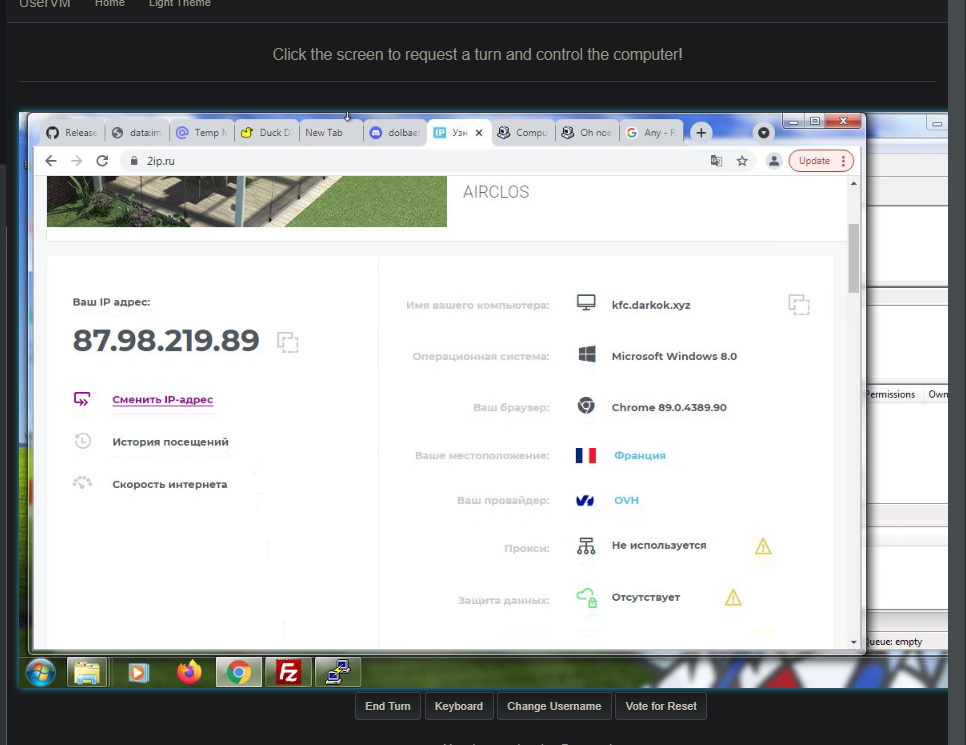 UserVM Home Light Theme
Click the screen to request a turn and control the computer!
Release data:im Temp M Duck D New Tab dolbae Узн Compu Oh noe Any - R
2ip.ru Update
AIRCLOS
Ваш IP адрес:
87.98.219.89
Сменить IP-адрес
История посещений
Скорость интернета
Имя вашего компьютера: kfc.darkok.xyz
Операционная система: Microsoft Windows 8.0
Ваш браузер: Chrome 89.0.4389.90
Ваше местоположение: Франция
Ваш провайдер: OVH
Прокси: Не используется
Защита данных: Отсутствует
Permissions Own
Queue: empty
End Turn Keyboard Change Username Vote for Reset